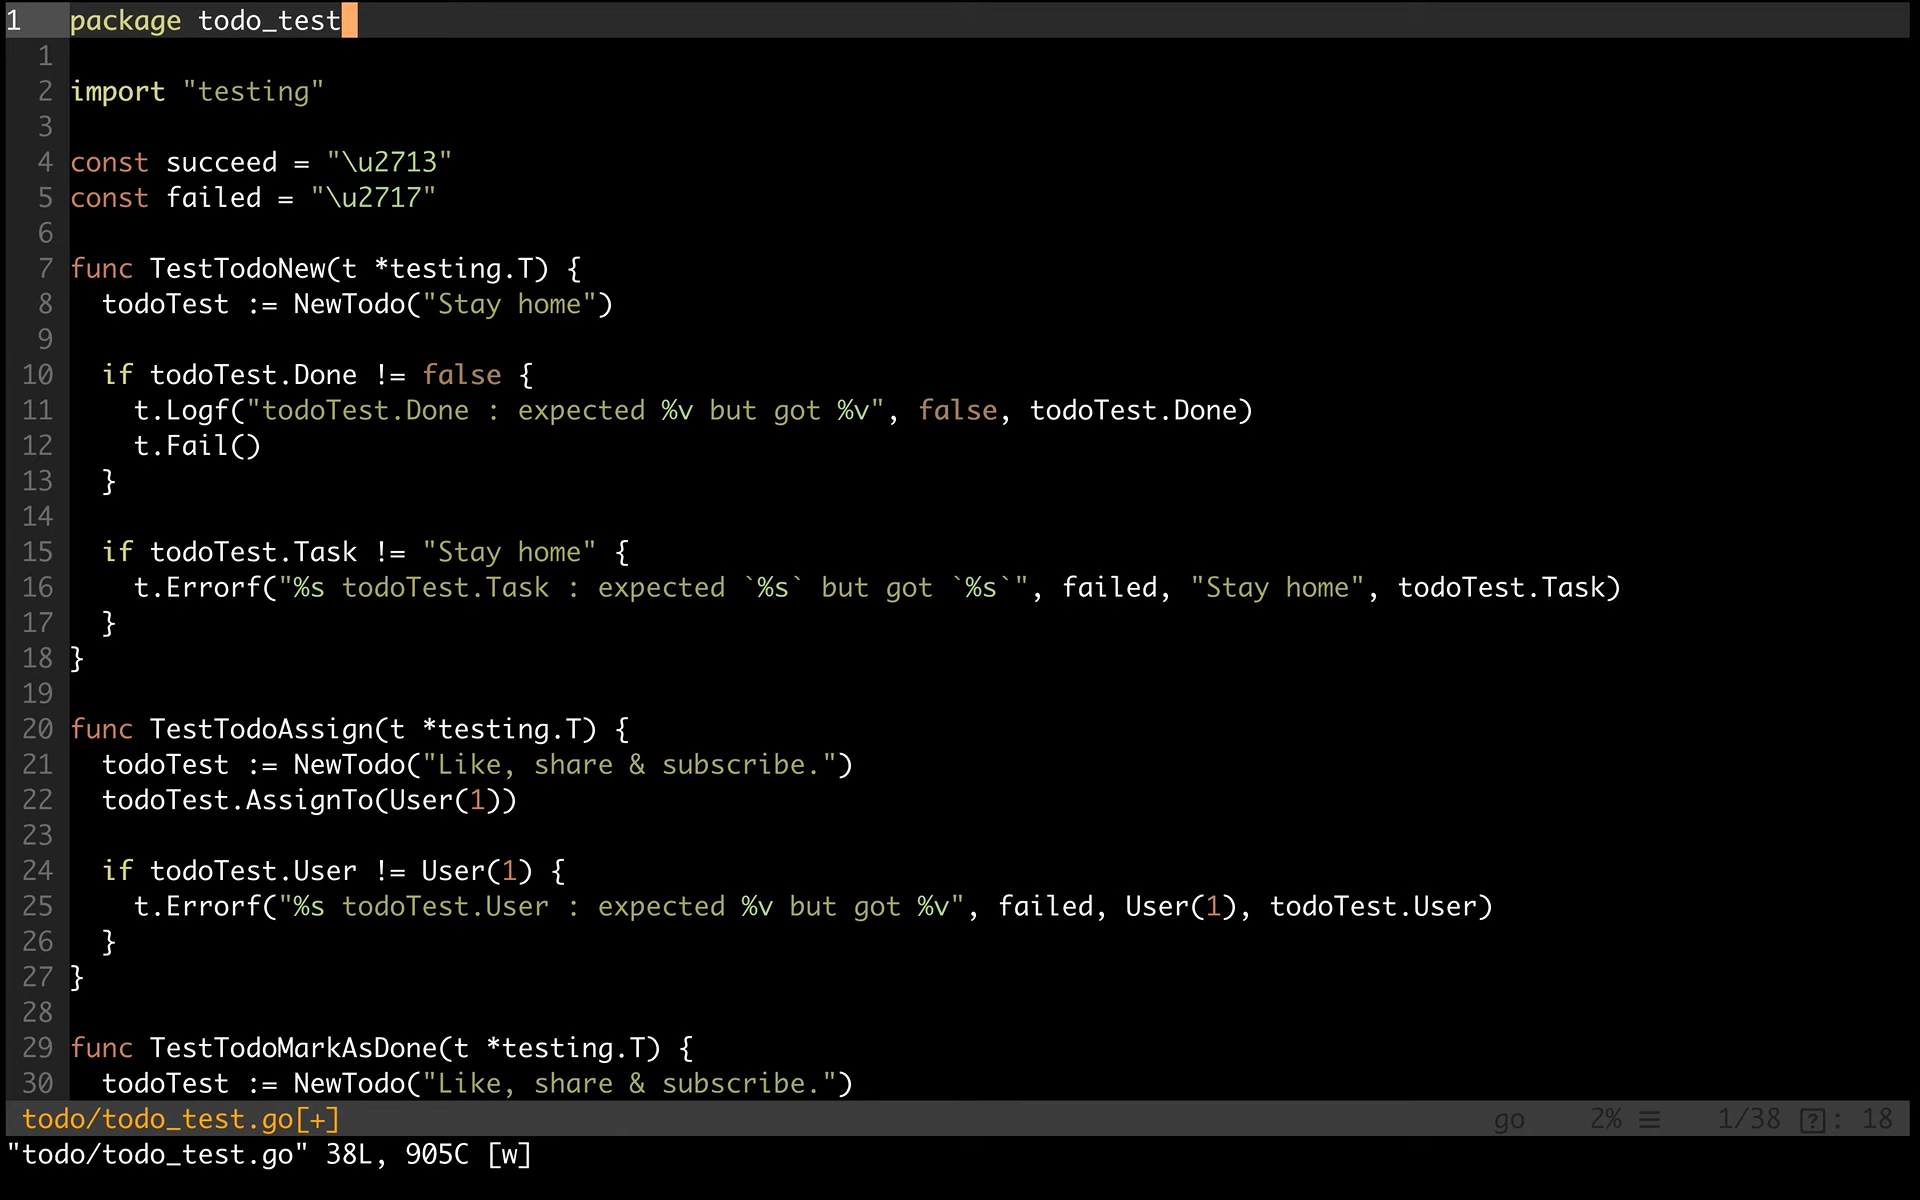 1   package todo_test
  1
  2 import "testing"
  3
  4 const succeed = "\u2713"
  5 const failed = "\u2717"
  6
  7 func TestTodoNew(t *testing.T) {
  8   todoTest := NewTodo("Stay home")
  9
 10   if todoTest.Done != false {
 11     t.Logf("todoTest.Done : expected %v but got %v", false, todoTest.Done)
 12     t.Fail()
 13   }
 14
 15   if todoTest.Task != "Stay home" {
 16     t.Errorf("%s todoTest.Task : expected `%s` but got `%s`", failed, "Stay home", todoTest.Task)
 17   }
 18 }
 19
 20 func TestTodoAssign(t *testing.T) {
 21   todoTest := NewTodo("Like, share & subscribe.")
 22   todoTest.AssignTo(User(1))
 23
 24   if todoTest.User != User(1) {
 25     t.Errorf("%s todoTest.User : expected %v but got %v", failed, User(1), todoTest.User)
 26   }
 27 }
 28
 29 func TestTodoMarkAsDone(t *testing.T) {
 30   todoTest := NewTodo("Like, share & subscribe.")
todo/todo_test.go[+] go 2% ☰ 1/38 [?]: 18
"todo/todo_test.go" 38L, 905C [w]